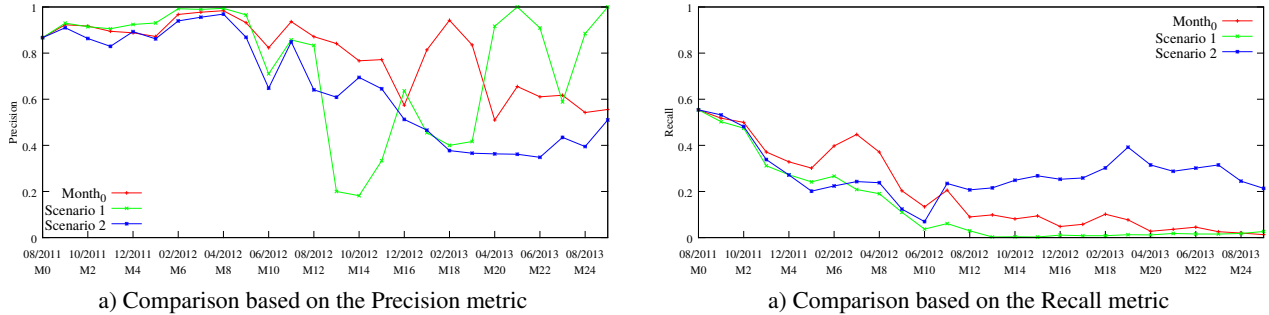 1
0.8
0.6
0.4
0.2
0
Precision
Month0
Scenario 1
Scenario 2
08/2011 10/2011 12/2011 02/2012 04/2012 06/2012 08/2012 10/2012 12/2012 02/2013 04/2013 06/2013 08/2013
M0 M2 M4 M6 M8 M10 M12 M14 M16 M18 M20 M22 M24
a) Comparison based on the Precision metric
1
0.8
0.6
0.4
0.2
0
Recall
Month0
Scenario 1
Scenario 2
08/2011 10/2011 12/2011 02/2012 04/2012 06/2012 08/2012 10/2012 12/2012 02/2013 04/2013 06/2013 08/2013
M0 M2 M4 M6 M8 M10 M12 M14 M16 M18 M20 M22 M24
a) Comparison based on the Recall metric